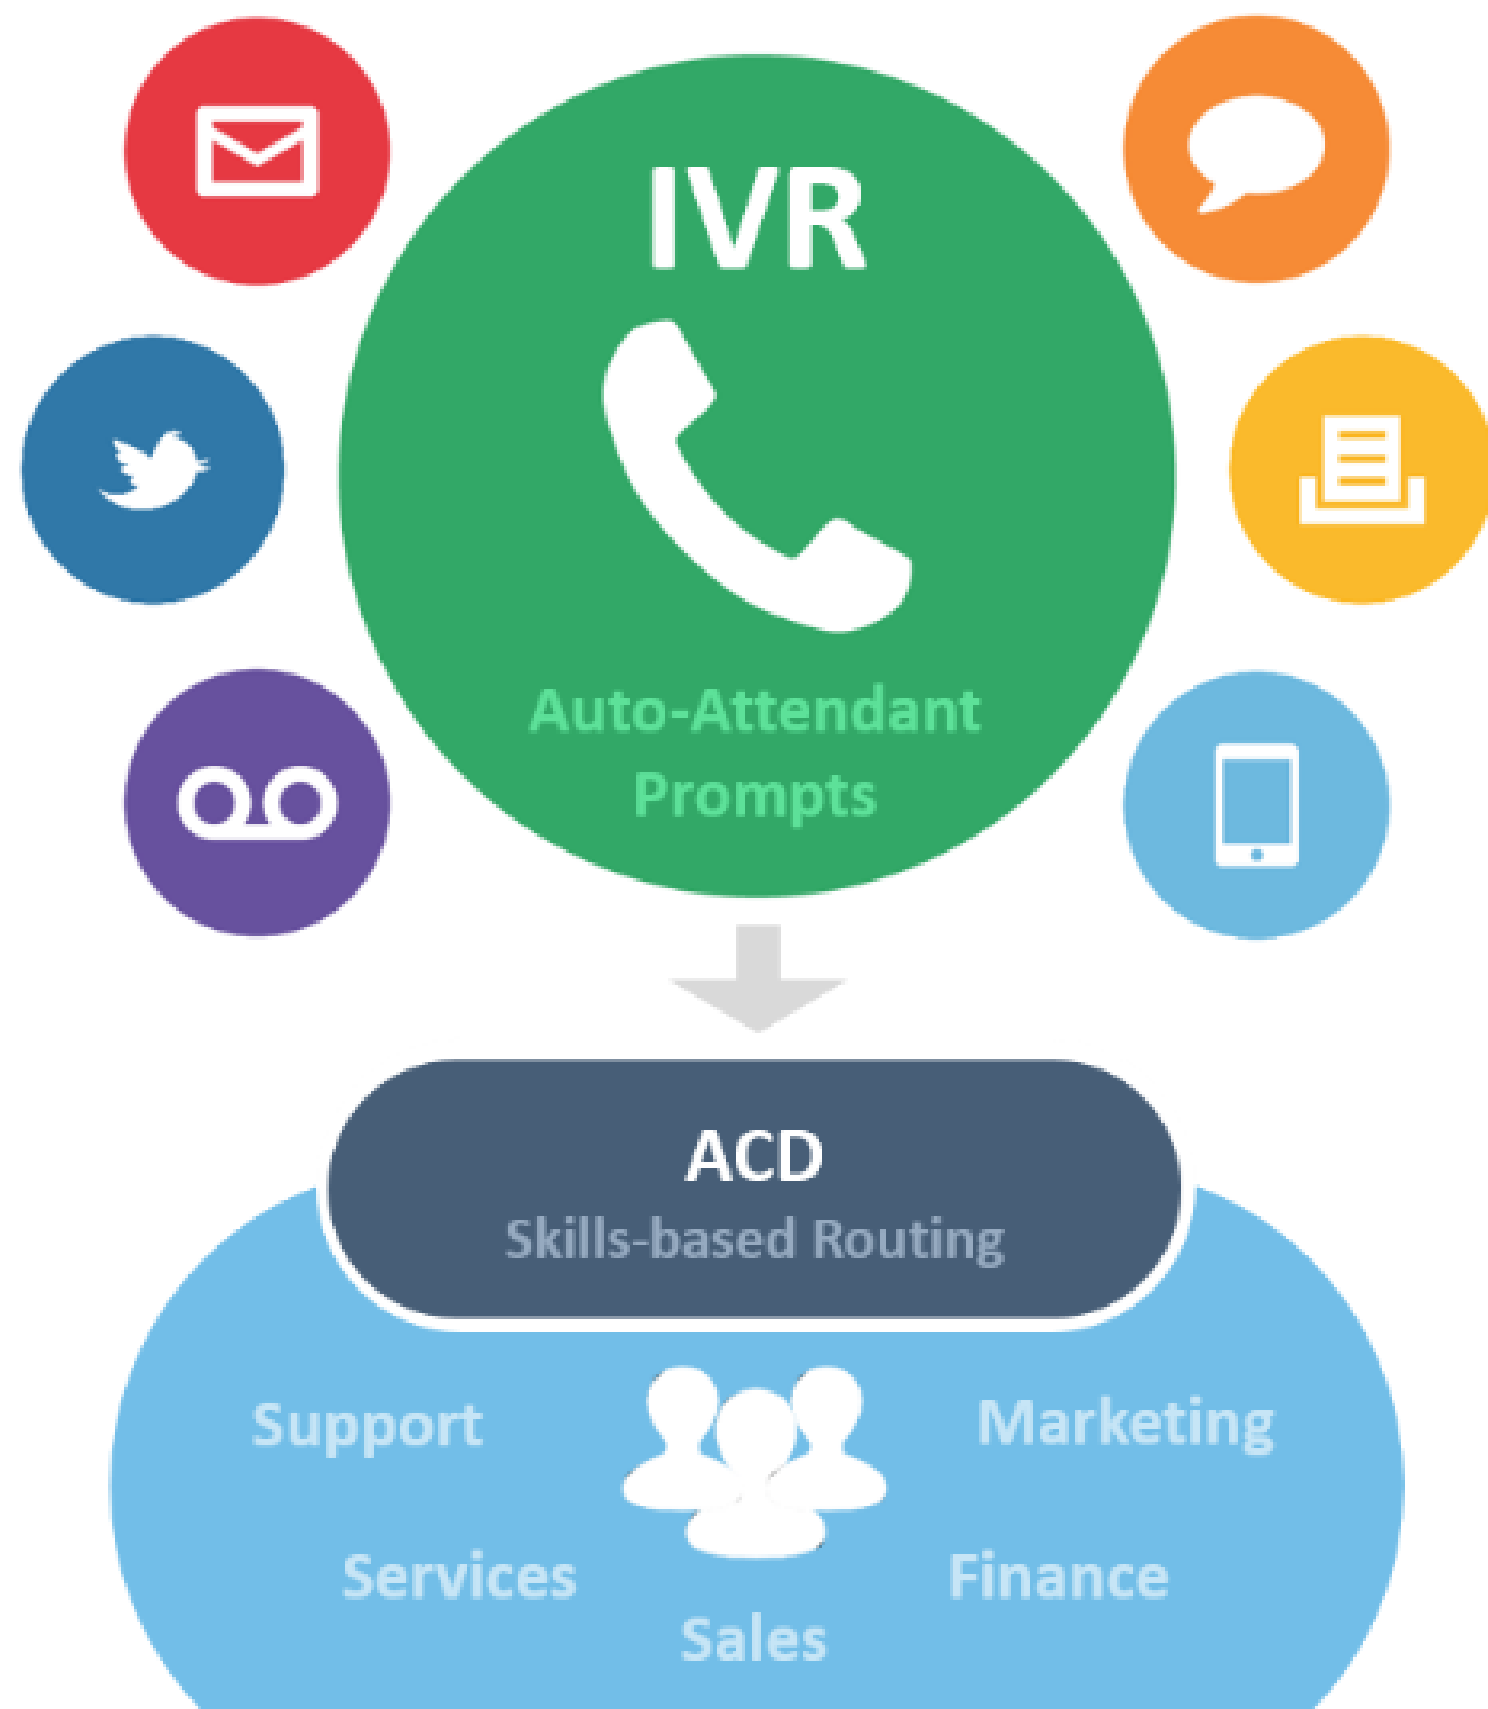 IVR
Auto-Attendant
Prompts
ACD
Skills-based Routing
Support
Marketing
Services
Finance
Sales